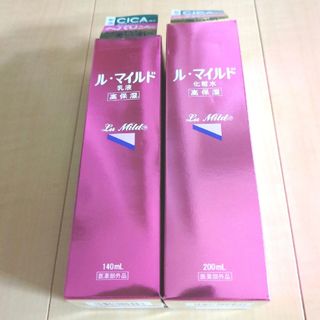 CICA
ル・マイルド
乳液
高保湿
Le Mild®
140mL
医薬部外品
CICA
ル・マイルド
化粧水
高保湿
Le Mild®
200mL
医薬部外品